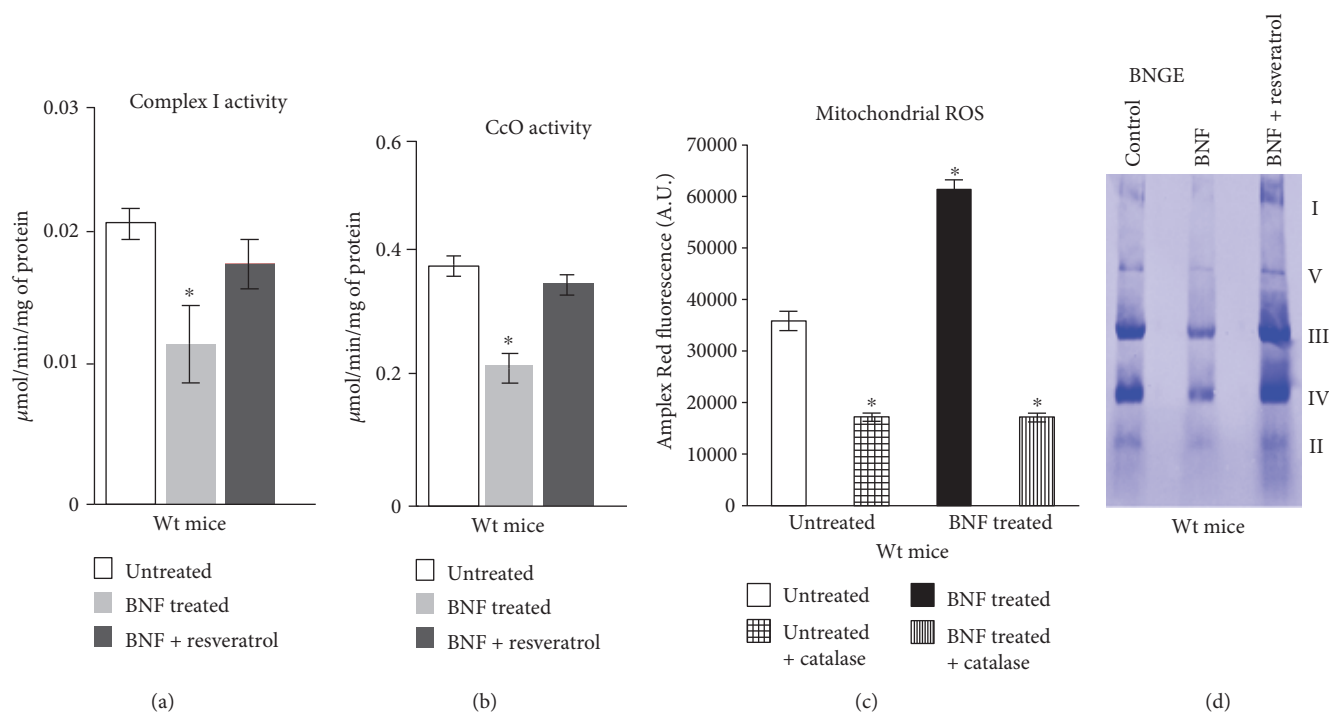 Complex I activity
0.03
0.02
0.01
0
μmol/min/mg of protein
*
Wt mice
Untreated
BNF treated
BNF + resveratrol
(a)
CcO activity
0.6
0.4
0.2
0
μmol/min/mg of protein
*
Wt mice
Untreated
BNF treated
BNF + resveratrol
(b)
Mitochondrial ROS
70000
60000
50000
40000
30000
20000
10000
0
Amplex Red fluorescence (A.U.)
*
*
*
Untreated
BNF treated
Wt mice
Untreated
BNF treated
Untreated
+ catalase
BNF treated
+ catalase
(c)
BNGE
Control
BNF
BNF + resveratrol
I
V
III
IV
II
Wt mice
(d)